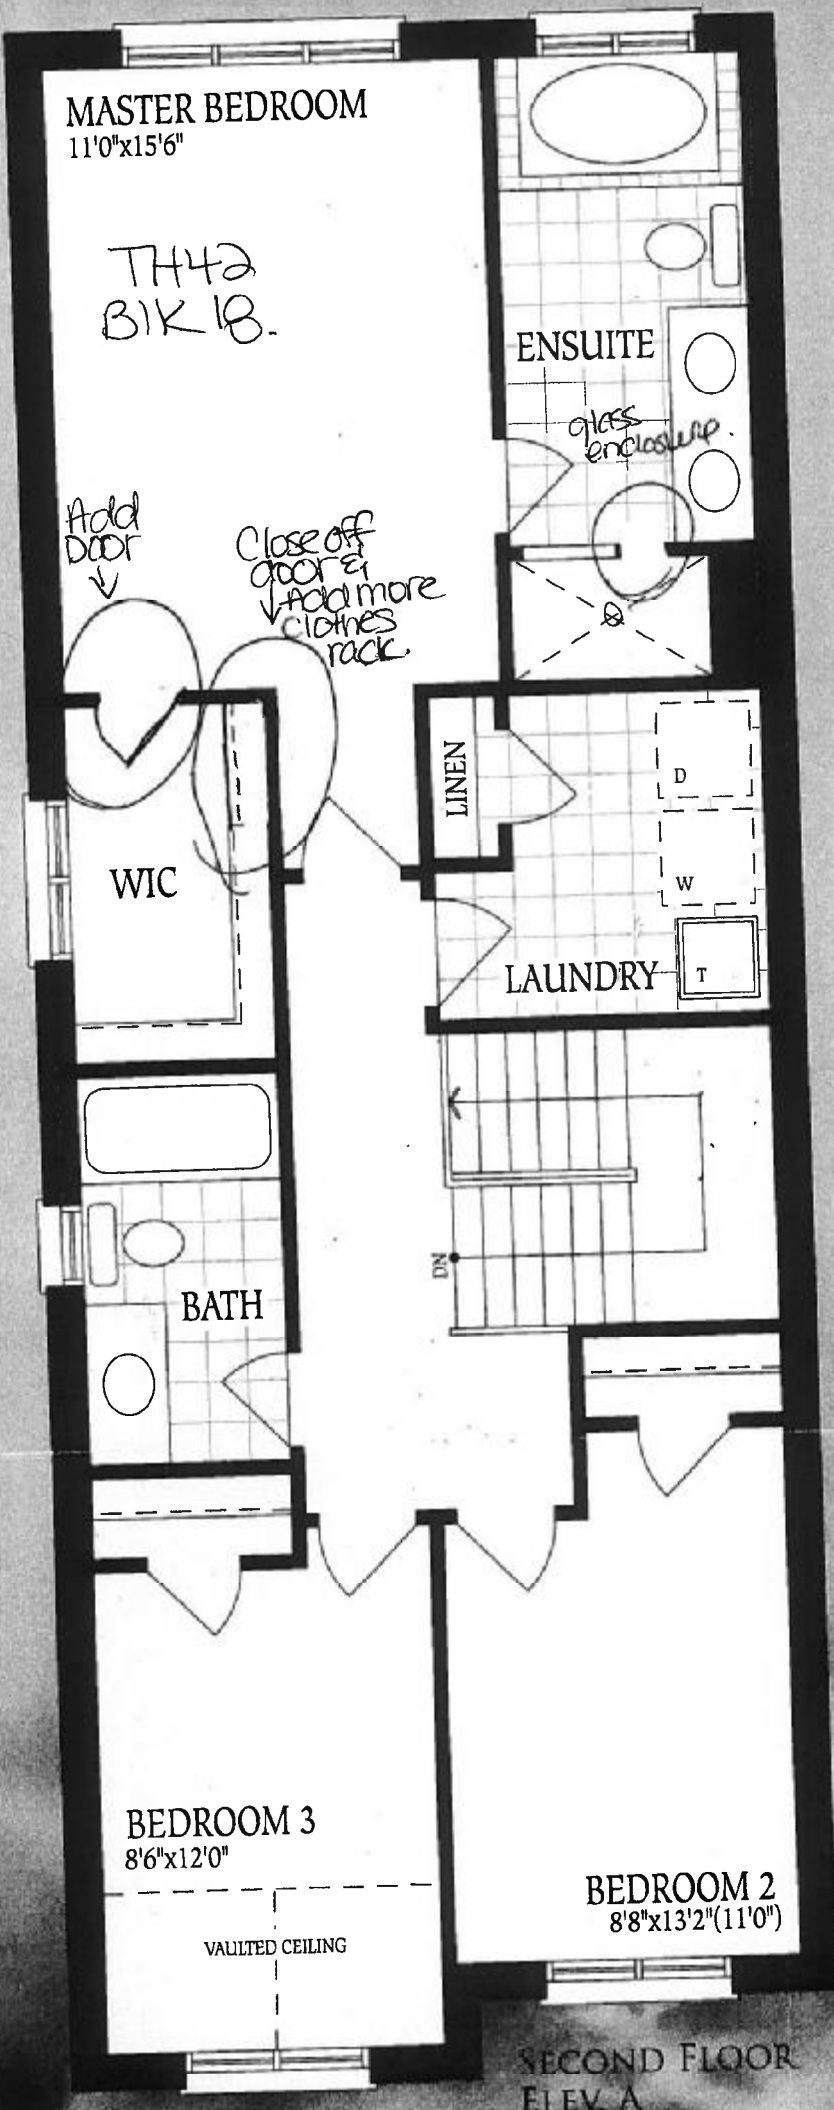 MASTER BEDROOM
11'0"x15'6"
TH42
BlK 18.
ENSUITE
glass
enclosure.
Add
Door
Close off
door &
Add more
clothes
rack
LINEN
D
W
T
WIC
LAUNDRY
DN
BATH
BEDROOM 3
8'6"x12'0"
VAULTED CEILING
BEDROOM 2
8'8"x13'2"(11'0")
SECOND FLOOR
ELEV. A